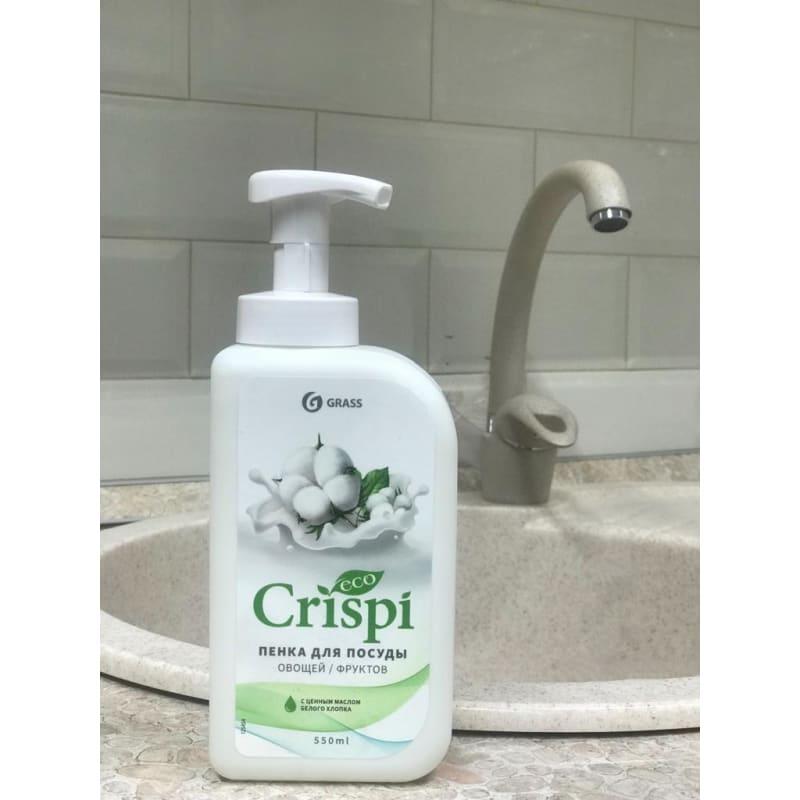 GRASS
eco
Crispi
ПЕНКА ДЛЯ ПОСУДЫ
ОВОЩЕЙ / ФРУКТОВ
С ЦЕННЫМ МАСЛОМ
БЕЛОГО ХЛОПКА
550ml